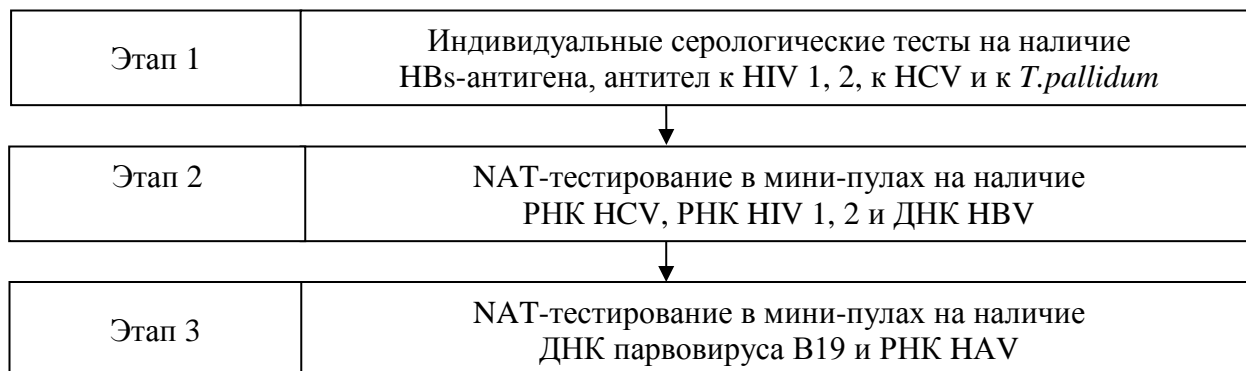 Этап 1
Индивидуальные серологические тесты на наличие
HBs-антигена, антител к HIV 1, 2, к HCV и к T.pallidum
Этап 2
NAT-тестирование в мини-пулах на наличие
РНК HCV, РНК HIV 1, 2 и ДНК HBV
Этап 3
NAT-тестирование в мини-пулах на наличие
ДНК парвовируса В19 и РНК HAV